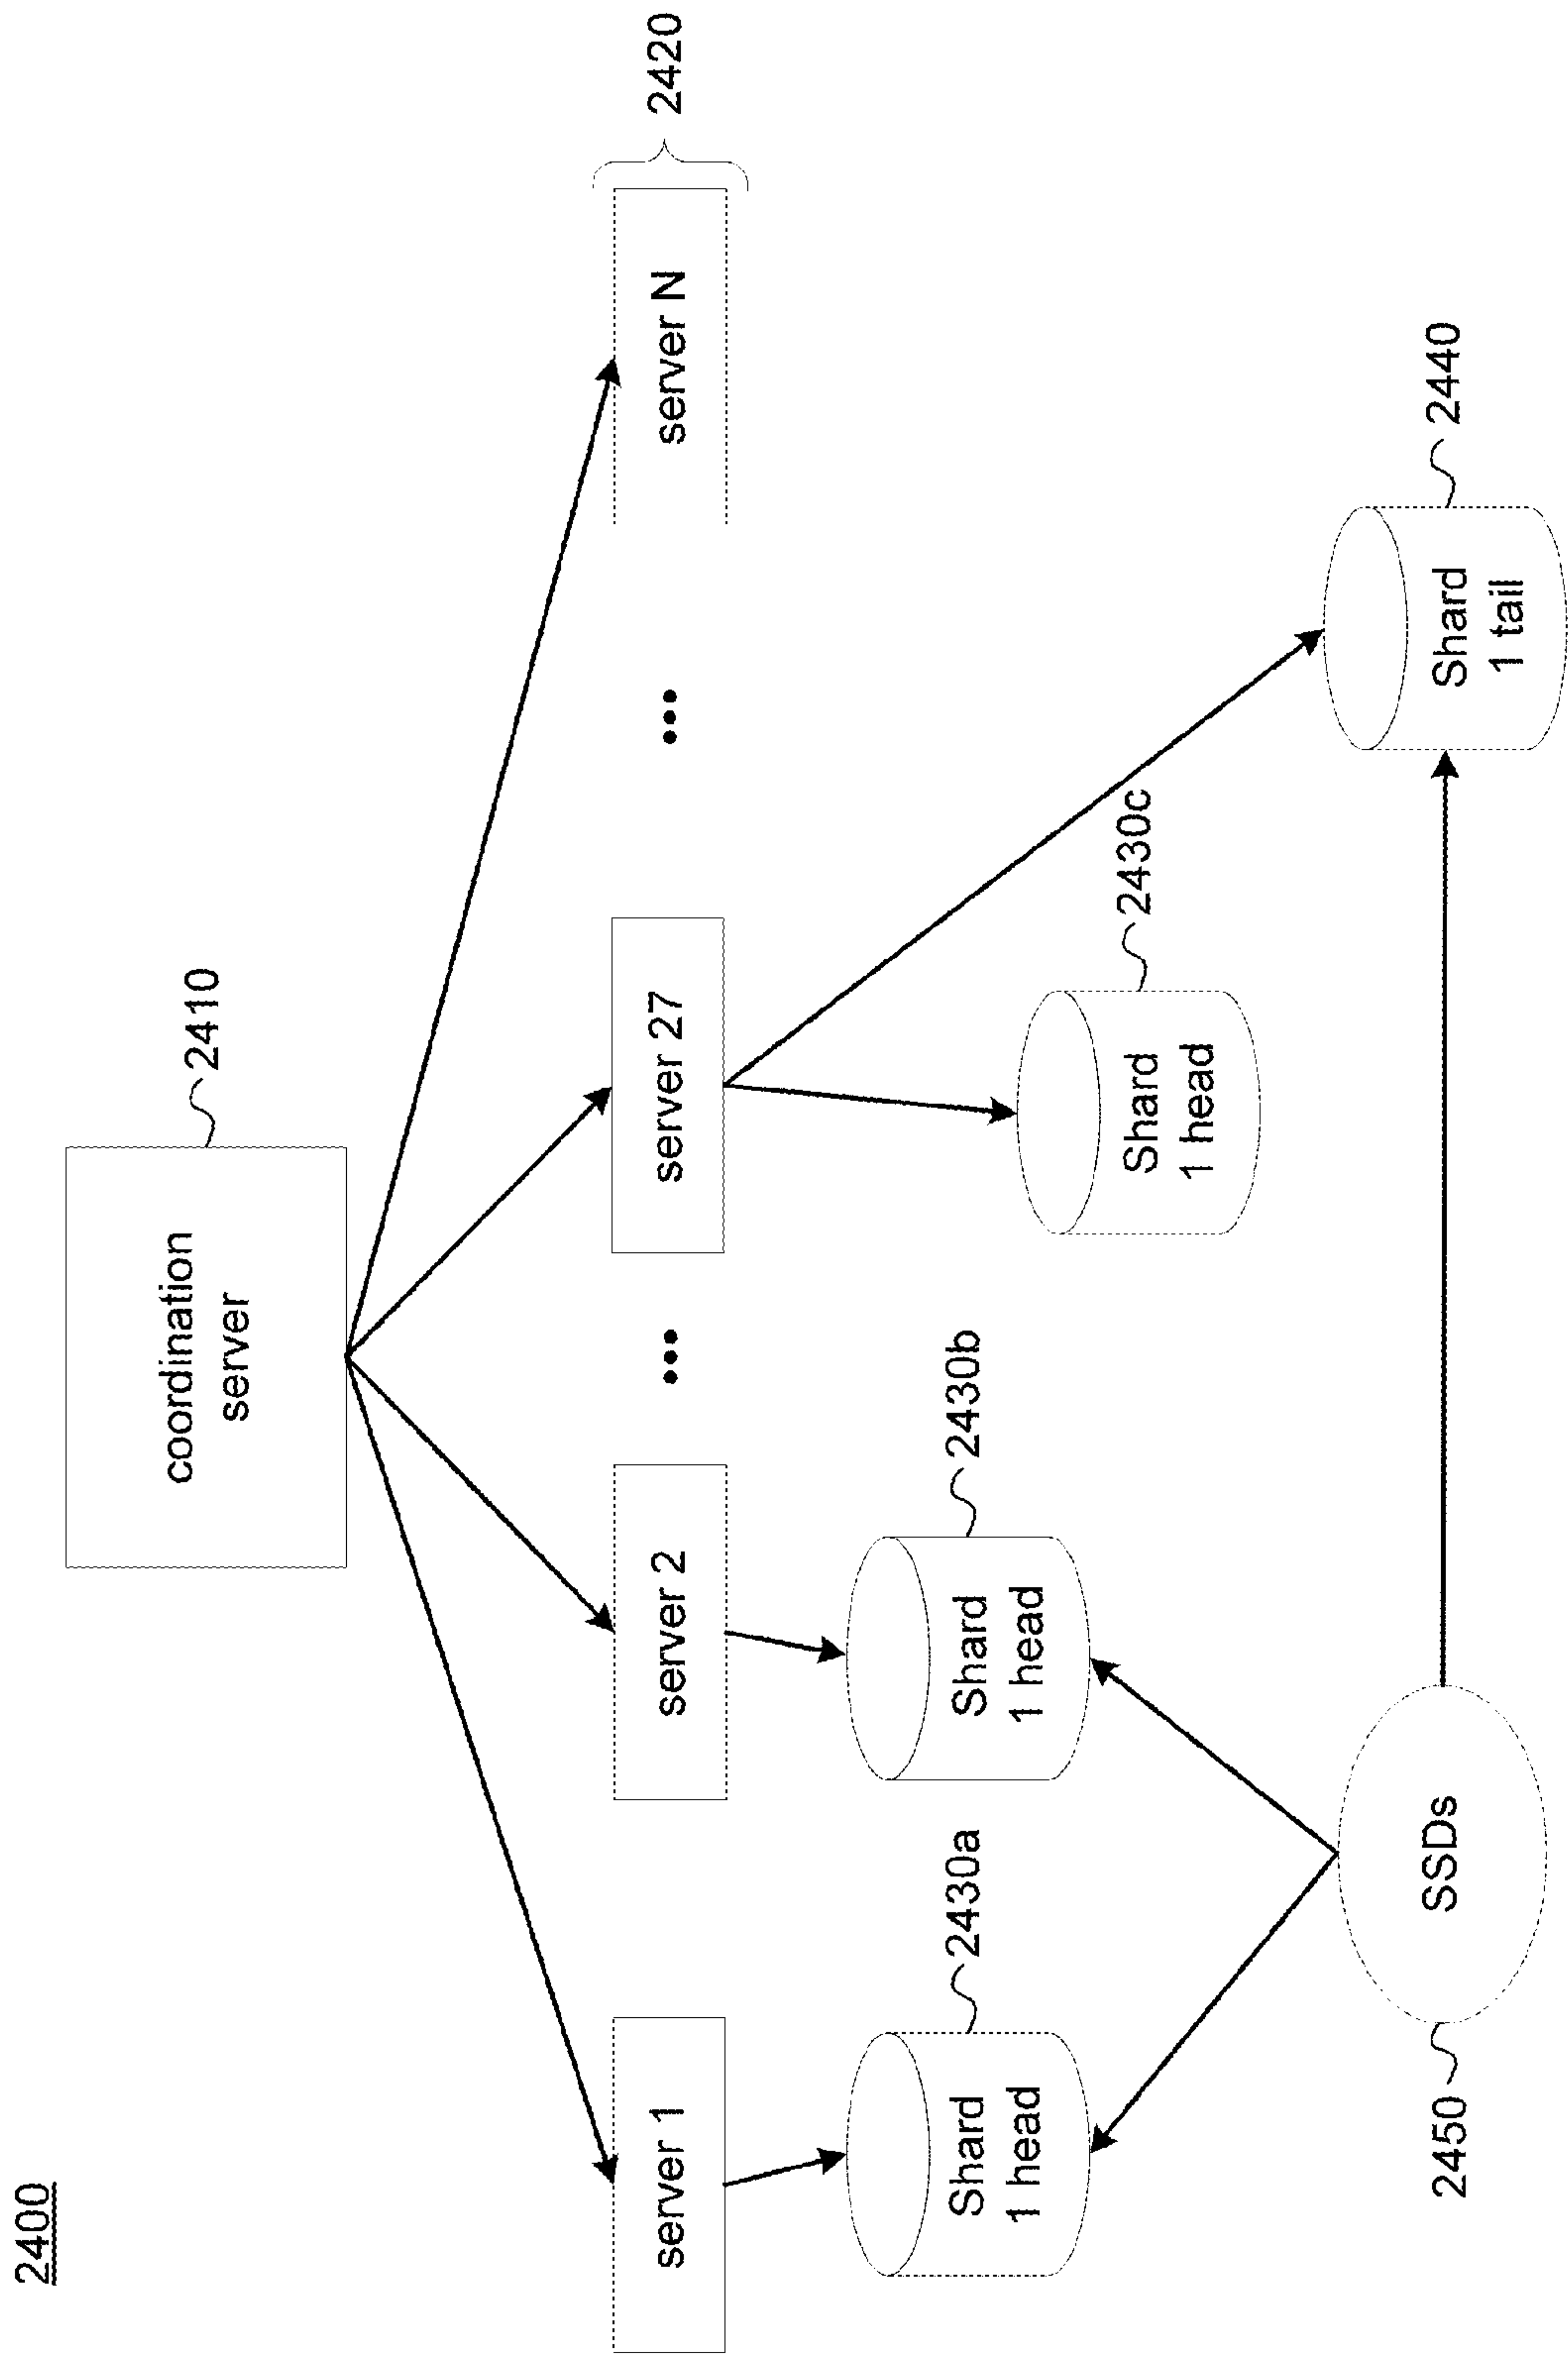 2400
coordination
server
2410
server 1
server 2
•••
server 27
•••
server N
2420
Shard
1 head
2430a
Shard
1 head
2430b
Shard
1 head
2430c
2450
SSDs
Shard
1 tail
2440